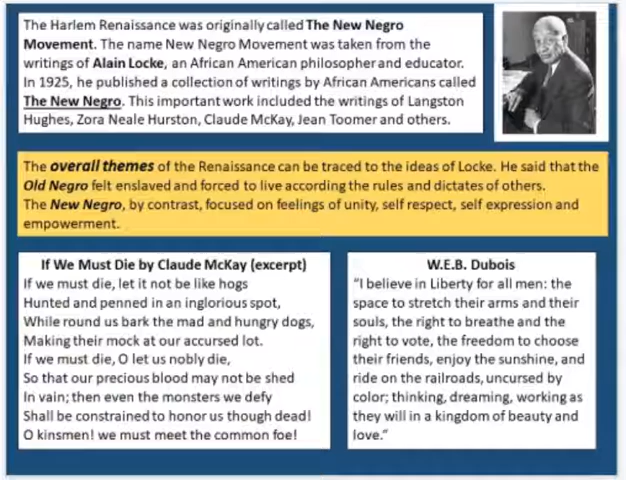 The Harlem Renaissance was originally called The New Negro
Movement. The name New Negro Movement was taken from the
writings of Alain Locke, an African American philosopher and educator.
In 1925, he published a collection of writings by African Americans called
The New Negro. This important work included the writings of Langston
Hughes, Zora Neale Hurston, Claude McKay, Jean Toomer and others.
The overall themes of the Renaissance can be traced to the ideas of Locke. He said that the
Old Negro felt enslaved and forced to live according the rules and dictates of others.
The New Negro, by contrast, focused on feelings of unity, self respect, self expression and
empowerment.
If We Must Die by Claude McKay (excerpt)
If we must die, let it not be like hogs
Hunted and penned in an inglorious spot,
While round us bark the mad and hungry dogs,
Making their mock at our accursed lot.
If we must die, O let us nobly die,
So that our precious blood may not be shed
In vain; then even the monsters we defy
Shall be constrained to honor us though dead!
O kinsmen! we must meet the common foe!
W.E.B. Dubois
"I believe in Liberty for all men: the
space to stretch their arms and their
souls, the right to breathe and the
right to vote, the freedom to choose
their friends, enjoy the sunshine, and
ride on the railroads, uncursed by
color; thinking, dreaming, working as
they will in a kingdom of beauty and
love."